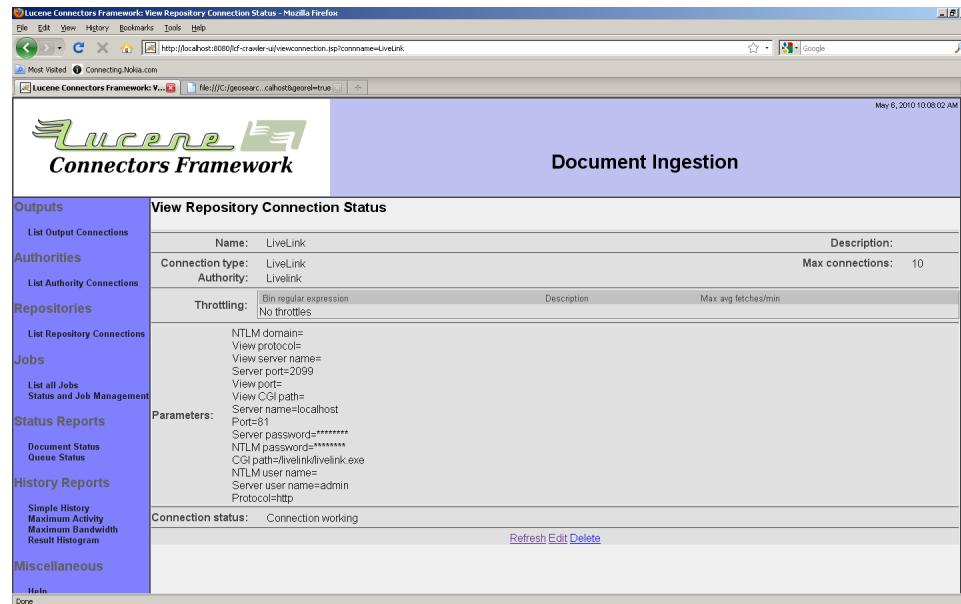 Lucene Connectors Framework: View Repository Connection Status - Mozilla Firefox
File Edit View History Bookmarks Tools Help
http://localhost:8080/lcf-crawler-ui/viewconnection.jsp?connname=LiveLink
Google
Most Visited Connecting.Nokia.com
Lucene Connectors Framework: V... file:///C:/geosearc...calhost&georel=true
May 6, 2010 10:08:02 AM
Lucene
Connectors Framework
Document Ingestion
Outputs
List Output Connections
Authorities
List Authority Connections
Repositories
List Repository Connections
Jobs
List all Jobs
Status and Job Management
Status Reports
Document Status
Queue Status
History Reports
Simple History
Maximum Activity
Maximum Bandwidth
Result Histogram
Miscellaneous
Help
View Repository Connection Status
Name: LiveLink Description:
Connection type: LiveLink Max connections: 10
Authority: Livelink
Throttling:
Bin regular expression Description Max avg fetches/min
No throttles
Parameters:
NTLM domain=
View protocol=
View server name=
Server port=2099
View port=
View CGI path=
Server name=localhost
Port=81
Server password=********
NTLM password=********
CGI path=/livelink/livelink.exe
NTLM user name=
Server user name=admin
Protocol=http
Connection status: Connection working
Refresh Edit Delete
Done